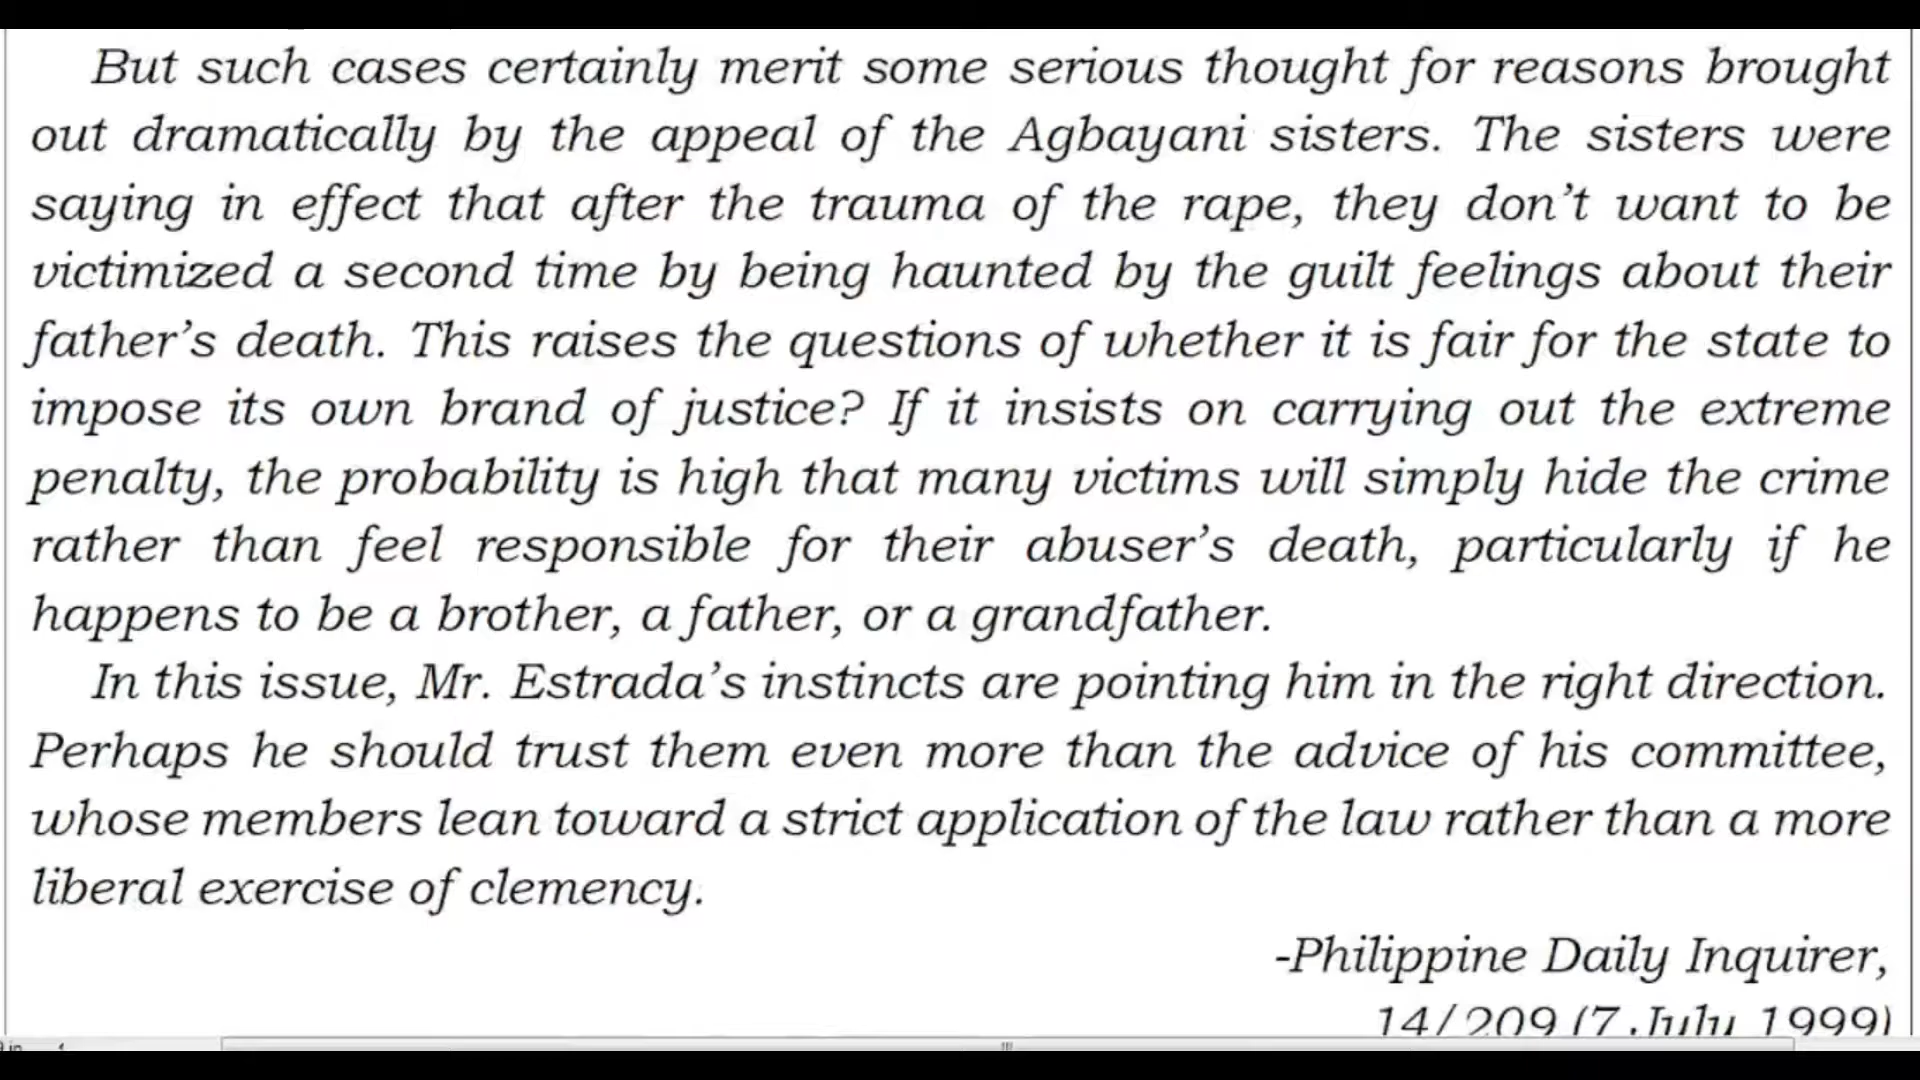 But such cases certainly merit some serious thought for reasons brought
out dramatically by the appeal of the Agbayani sisters. The sisters were
saying in effect that after the trauma of the rape, they don’t want to be
victimized a second time by being haunted by the guilt feelings about their
father’s death. This raises the questions of whether it is fair for the state to
impose its own brand of justice? If it insists on carrying out the extreme
penalty, the probability is high that many victims will simply hide the crime
rather than feel responsible for their abuser’s death, particularly if he
happens to be a brother, a father, or a grandfather.
In this issue, Mr. Estrada’s instincts are pointing him in the right direction.
Perhaps he should trust them even more than the advice of his committee,
whose members lean toward a strict application of the law rather than a more
liberal exercise of clemency.
-Philippine Daily Inquirer,
14/209 (7 July 1999)